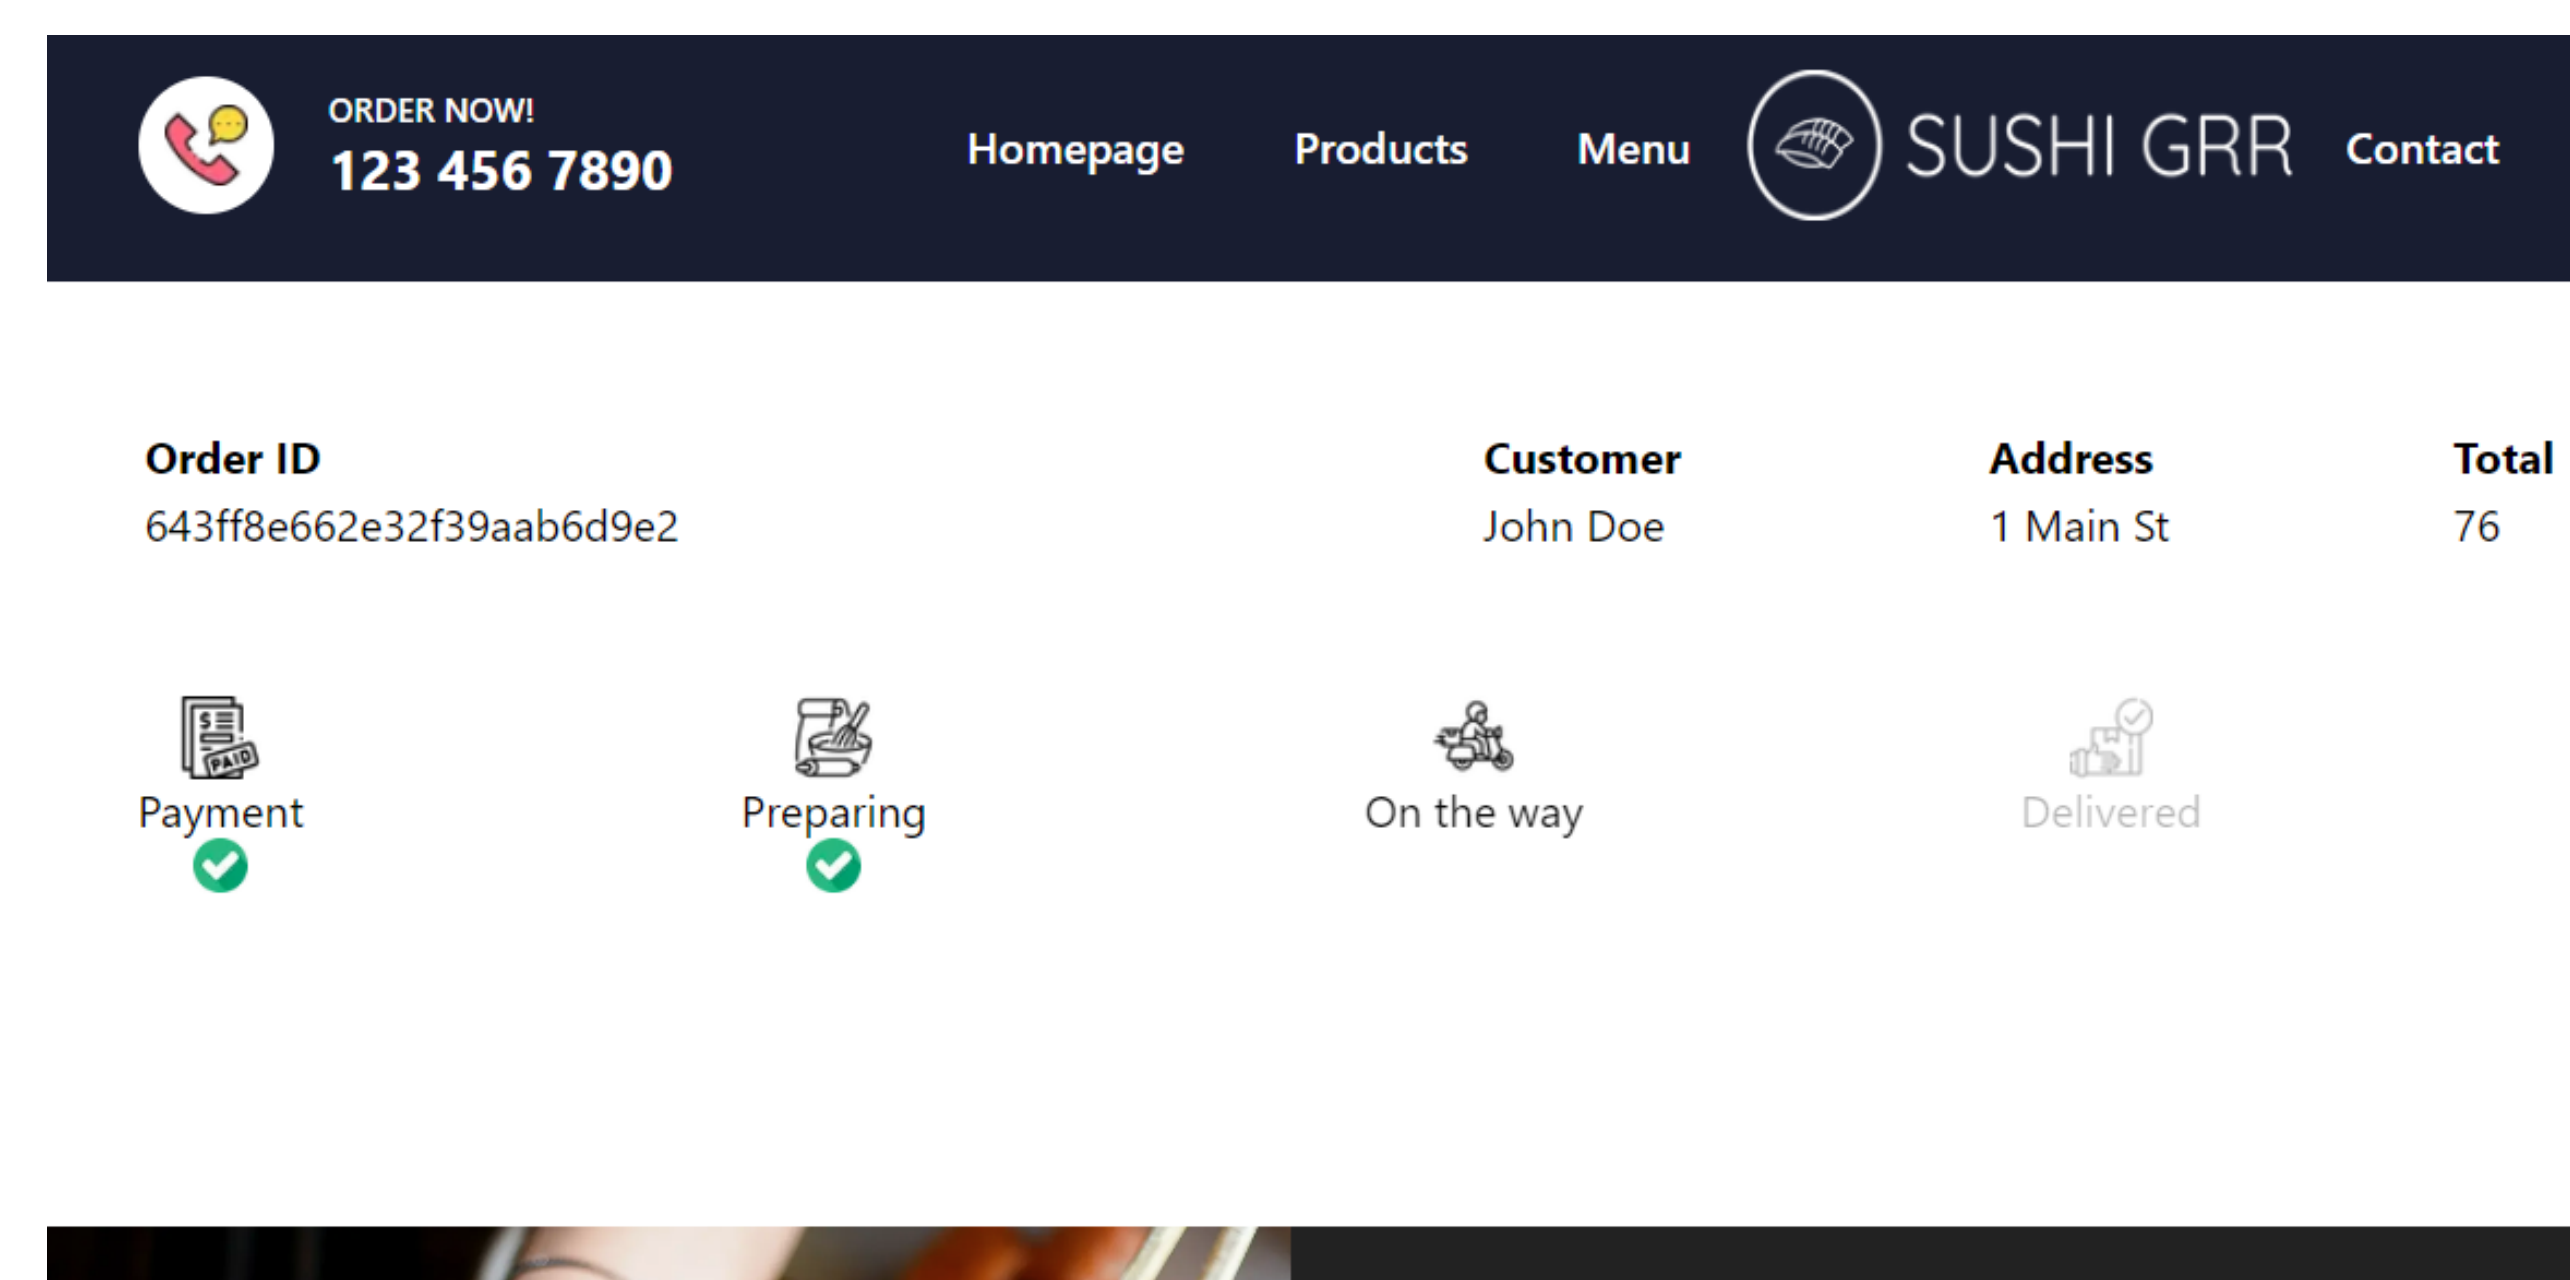 ORDER NOW!
123 456 7890
Homepage Products Menu SUSHI GRR Contact
Order ID Customer Address Total
643ff8e662e32f39aab6d9e2 John Doe 1 Main St 76
$
PAID
Payment Preparing On the way Delivered